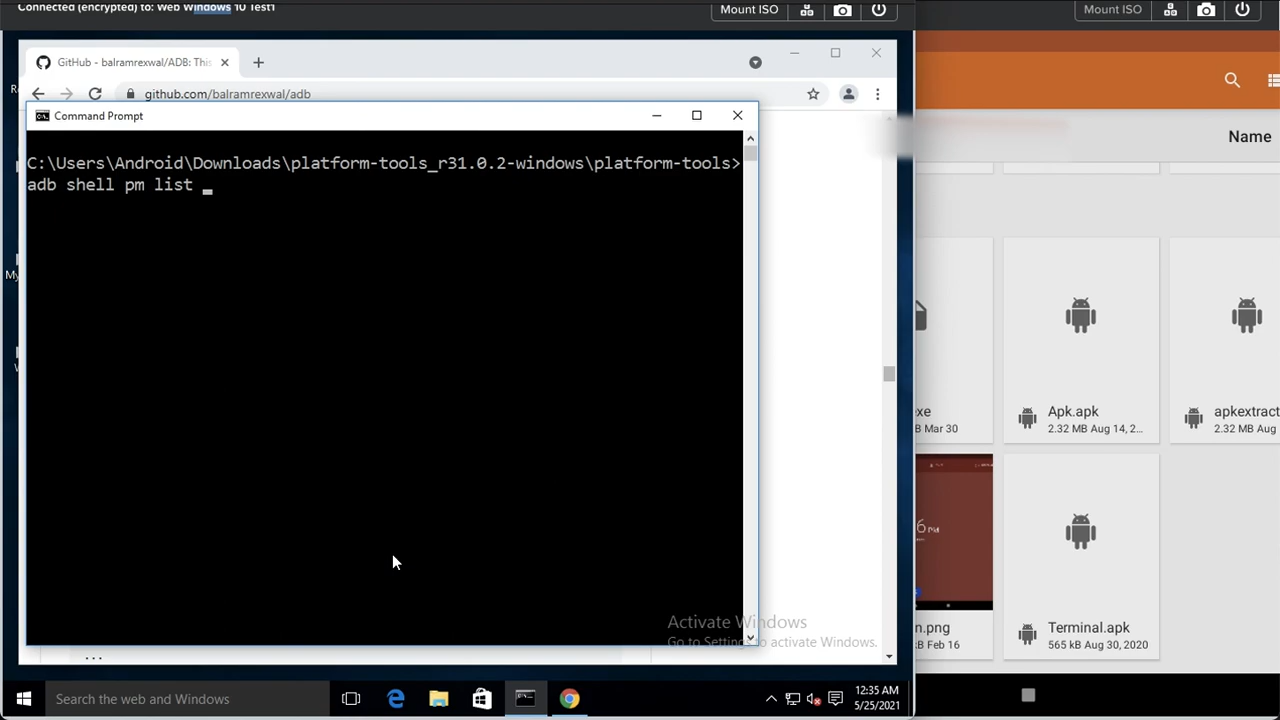 Connected (encrypted) to: Web Windows 10 Test1
Mount ISO
Mount ISO
GitHub - balramrexwal/ADB: This
github.com/balramrexwal/adb
Command Prompt
C:\Users\Android\Downloads\platform-tools_r31.0.2-windows\platform-tools>
adb shell pm list _
...
Activate Windows
Go to Settings to activate Windows.
Search the web and Windows
12:35 AM
5/25/2021
Name
exe
B Mar 30
Apk.apk
2.32 MB Aug 14, 2...
apkextract
2.32 MB Aug
n.png
kB Feb 16
Terminal.apk
565 kB Aug 30, 2020